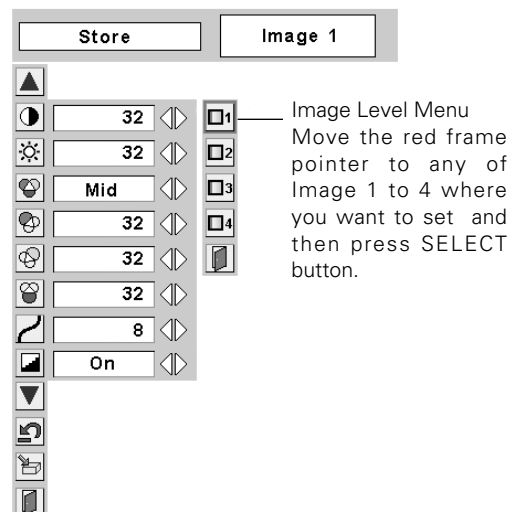 Store
Image 1
32
1
Image Level Menu
Move the red frame
pointer to any of
Image 1 to 4 where
you want to set and
then press SELECT
button.
32
2
Mid
3
32
4
32
32
8
On